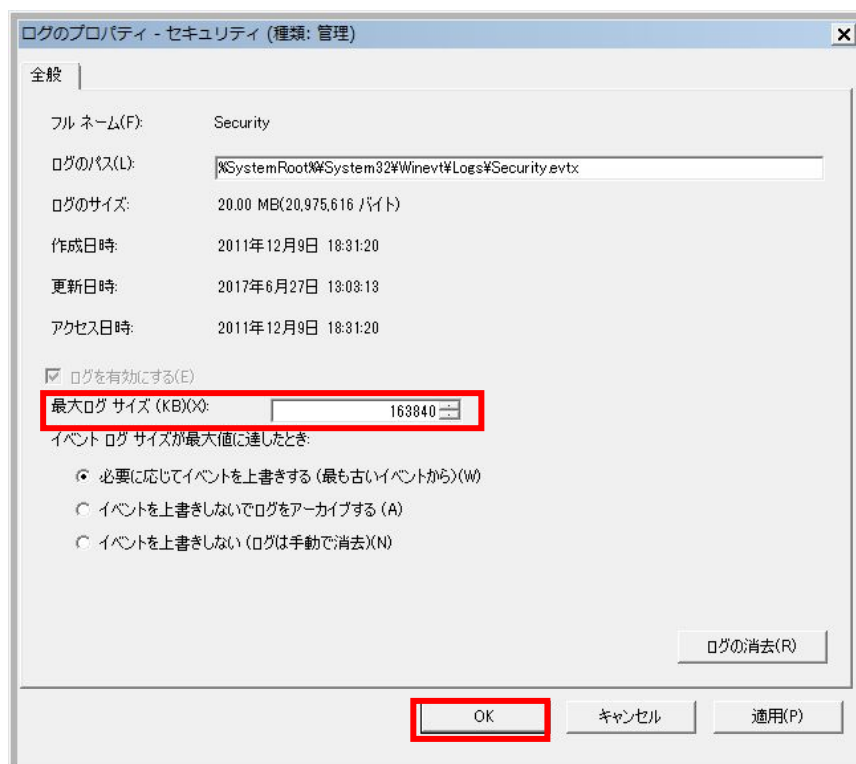 ログのプロパティ - セキュリティ (種類: 管理)
全般
フル ネーム(F): Security
ログのパス(L): %SystemRoot%¥System32¥Winevt¥Logs¥Security.evtx
ログのサイズ: 20.00 MB(20,975,616 バイト)
作成日時: 2011年12月9日 18:31:20
更新日時: 2017年6月27日 13:03:13
アクセス日時: 2011年12月9日 18:31:20
ログを有効にする(E)
最大ログ サイズ (KB)(X): 163840
イベント ログ サイズが最大値に達したとき:
必要に応じてイベントを上書きする (最も古いイベントから)(W)
イベントを上書きしないでログをアーカイブする (A)
イベントを上書きしない (ログは手動で消去)(N)
ログの消去(R)
OK キャンセル 適用(P)